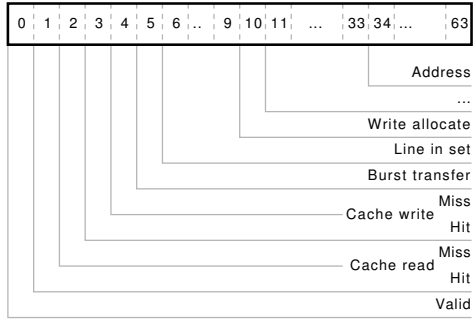 0 1 2 3 4 5 6 .. 9 10 11 ... 33 34 ... 63
Address
...
Write allocate
Line in set
Burst transfer
Miss
Cache write
Hit
Miss
Cache read
Hit
Valid